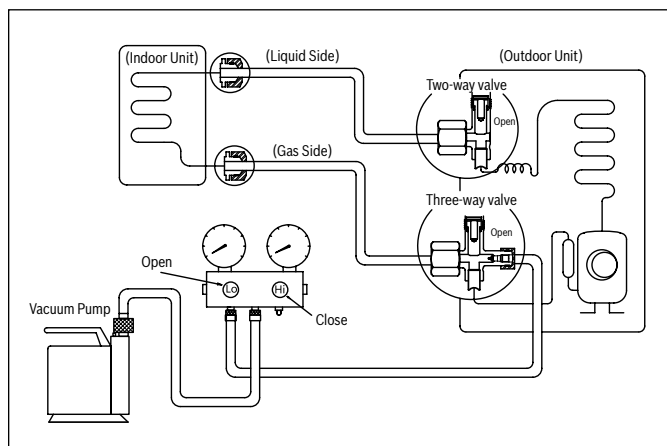 (Indoor Unit)
(Liquid Side)
(Outdoor Unit)
Two-way valve
Open
(Gas Side)
Three-way valve
Open
Open
Lo
Hi
Close
Vacuum Pump